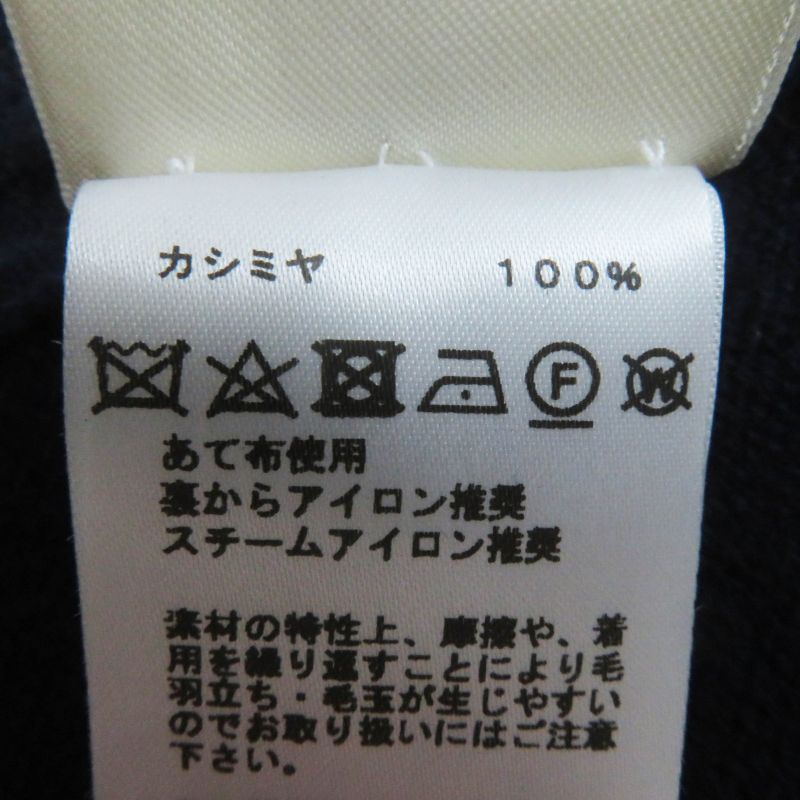 カシミヤ 100%
F W
あて布使用
裏からアイロン推奨
スチームアイロン推奨
素材の特性上、摩擦や、着
用を繰り返すことにより毛
羽立ち・毛玉が生じやすい
のでお取り扱いにはご注意
下さい。